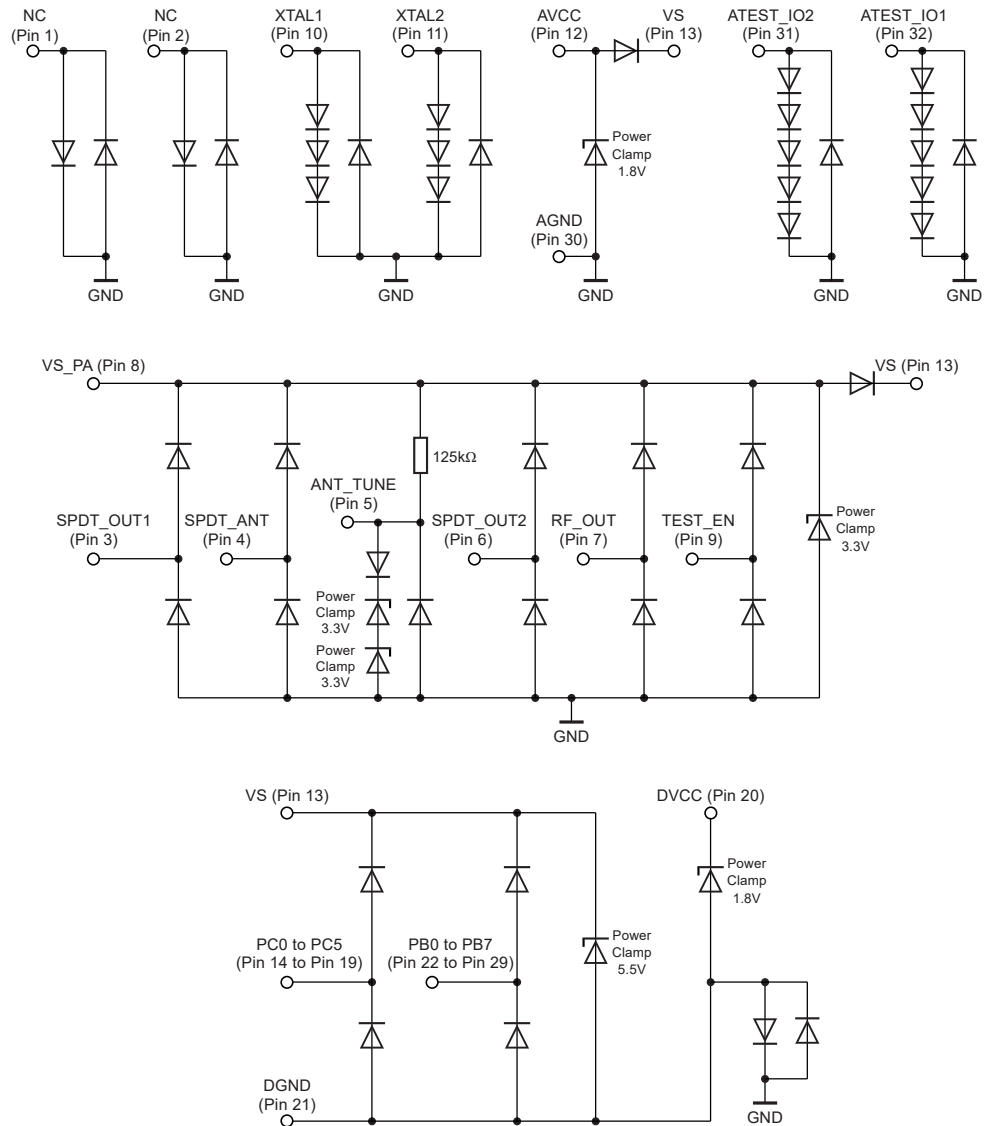 NC
(Pin 1)
NC
(Pin 2)
XTAL1
(Pin 10)
XTAL2
(Pin 11)
AVCC
(Pin 12)
VS
(Pin 13)
ATEST_IO2
(Pin 31)
ATEST_IO1
(Pin 32)
Power
Clamp
1.8V
AGND
(Pin 30)
GND
GND
GND
GND
GND
GND
VS_PA (Pin 8)
VS (Pin 13)
125kΩ
ANT_TUNE
(Pin 5)
SPDT_OUT1
(Pin 3)
SPDT_ANT
(Pin 4)
SPDT_OUT2
(Pin 6)
RF_OUT
(Pin 7)
TEST_EN
(Pin 9)
Power
Clamp
3.3V
Power
Clamp
3.3V
Power
Clamp
3.3V
GND
VS (Pin 13)
DVCC (Pin 20)
Power
Clamp
1.8V
PC0 to PC5
(Pin 14 to Pin 19)
PB0 to PB7
(Pin 22 to Pin 29)
Power
Clamp
5.5V
DGND
(Pin 21)
GND